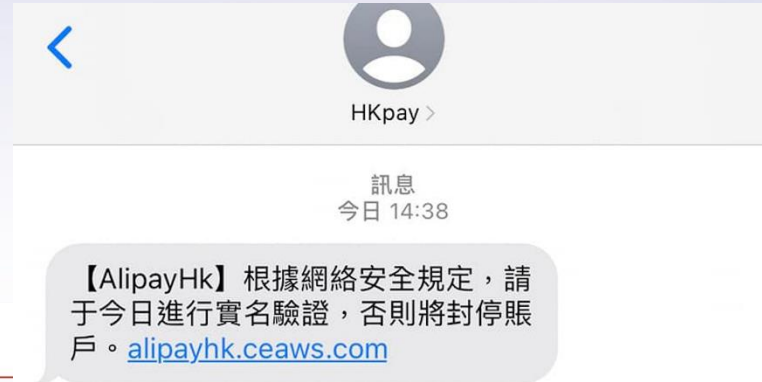 HKpay
訊息
今日 14:38
【AlipayHk】根據網絡安全規定，請
于今日進行實名驗證，否則將封停賬
戶。alipayhk.ceaws.com